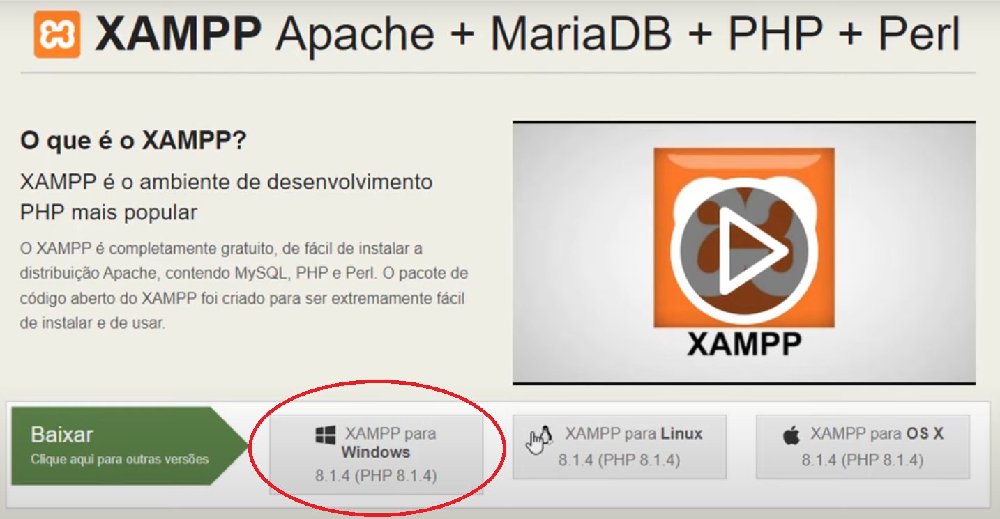 XAMPP Apache + MariaDB + PHP + Perl
O que é o XAMPP?
XAMPP é o ambiente de desenvolvimento
PHP mais popular
O XAMPP é completamente gratuito, de fácil de instalar a
distribuição Apache, contendo MySQL, PHP e Perl. O pacote de
código aberto do XAMPP foi criado para ser extremamente fácil
de instalar e de usar.
XAMPP
Baixar
Clique aqui para outras versões
XAMPP para
Windows
8.1.4 (PHP 8.1.4)
XAMPP para Linux
8.1.4 (PHP 8.1.4)
XAMPP para OS X
8.1.4 (PHP 8.1.4)